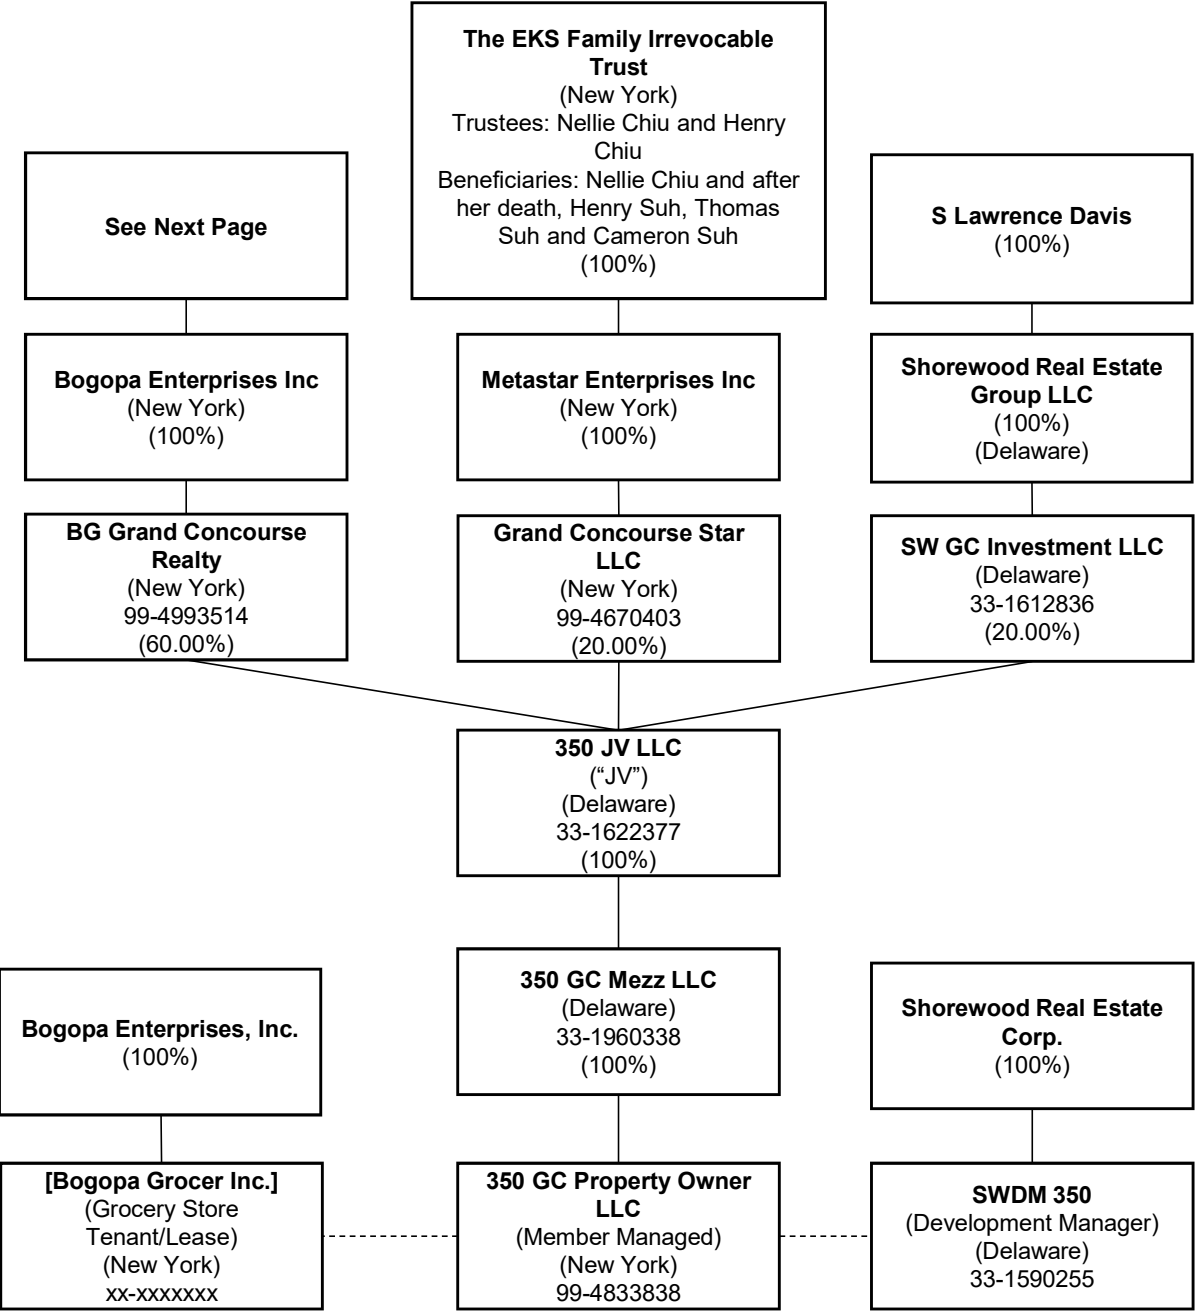 The EKS Family Irrevocable
Trust
(New York)
Trustees: Nellie Chiu and Henry
Chiu
Beneficiaries: Nellie Chiu and after
her death, Henry Suh, Thomas
Suh and Cameron Suh
(100%)
See Next Page
S Lawrence Davis
(100%)
Bogopa Enterprises Inc
(New York)
(100%)
Metastar Enterprises Inc
(New York)
(100%)
Shorewood Real Estate
Group LLC
(100%)
(Delaware)
BG Grand Concourse
Realty
(New York)
99-4993514
(60.00%)
Grand Concourse Star
LLC
(New York)
99-4670403
(20.00%)
SW GC Investment LLC
(Delaware)
33-1612836
(20.00%)
350 JV LLC
(“JV”)
(Delaware)
33-1622377
(100%)
Bogopa Enterprises, Inc.
(100%)
350 GC Mezz LLC
(Delaware)
33-1960338
(100%)
Shorewood Real Estate
Corp.
(100%)
[Bogopa Grocer Inc.]
(Grocery Store
Tenant/Lease)
(New York)
xx-xxxxxxx
350 GC Property Owner
LLC
(Member Managed)
(New York)
99-4833838
SWDM 350
(Development Manager)
(Delaware)
33-1590255